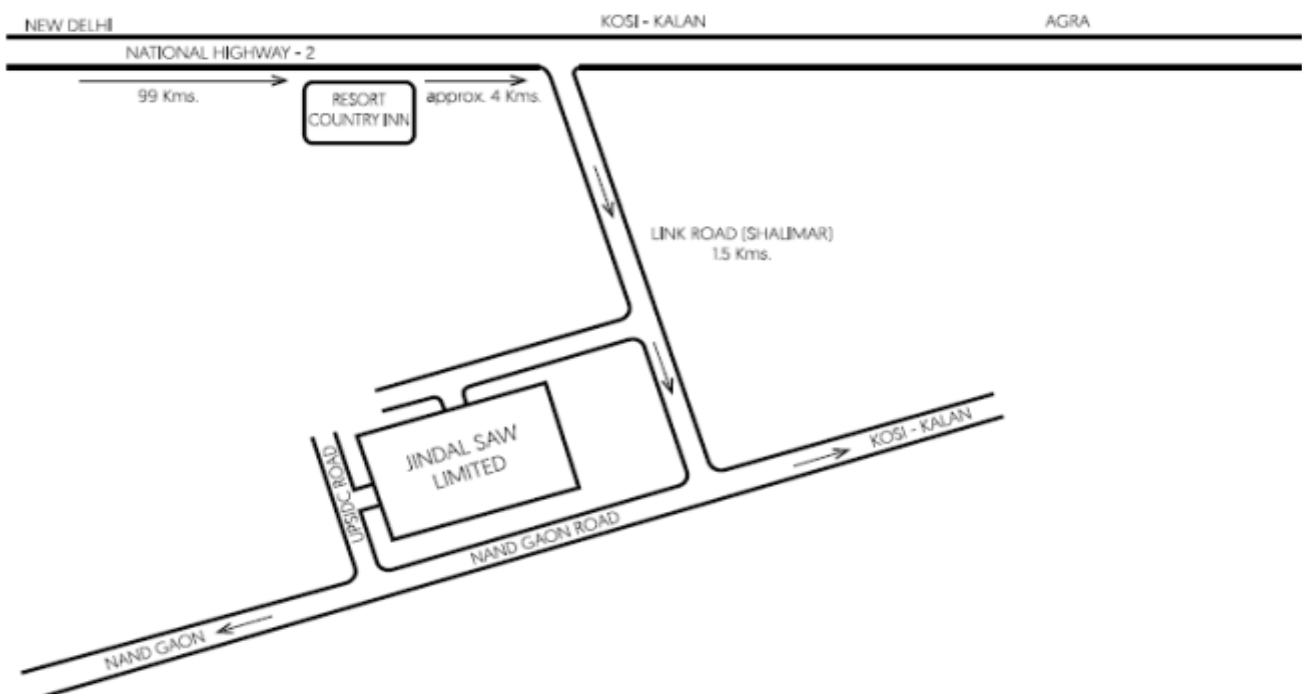 NEW DELHI
KOSI - KALAN
AGRA
NATIONAL HIGHWAY - 2
99 Kms.
RESORT
COUNTRY INN
approx. 4 Kms.
LINK ROAD (SHALIMAR)
1.5 Kms.
JINDAL SAW
LIMITED
KOSI - KALAN
UPSIDC ROAD
NAND GAON ROAD
NAND GAON